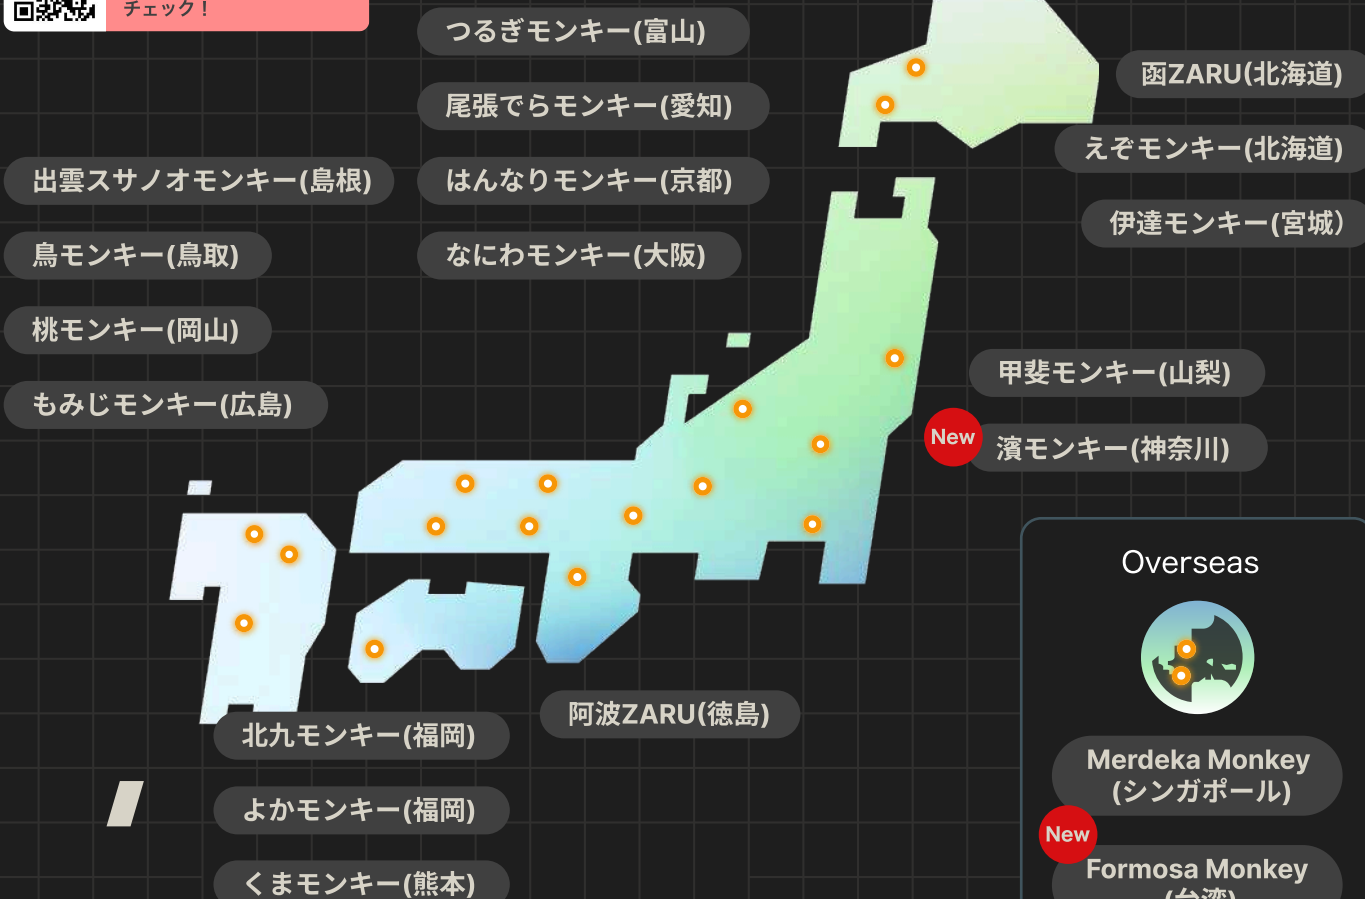 チェック！
つるぎモンキー(富山)
尾張でらモンキー(愛知)
はんなりモンキー(京都)
なにわモンキー(大阪)
出雲スサノオモンキー(島根)
鳥モンキー(鳥取)
桃モンキー(岡山)
もみじモンキー(広島)
函ZARU(北海道)
えぞモンキー(北海道)
伊達モンキー(宮城）
甲斐モンキー(山梨)
New
濱モンキー(神奈川)
阿波ZARU(徳島)
北九モンキー(福岡)
よかモンキー(福岡)
くまモンキー(熊本)
Overseas
Merdeka Monkey
(シンガポール)
New
Formosa Monkey
(台湾)